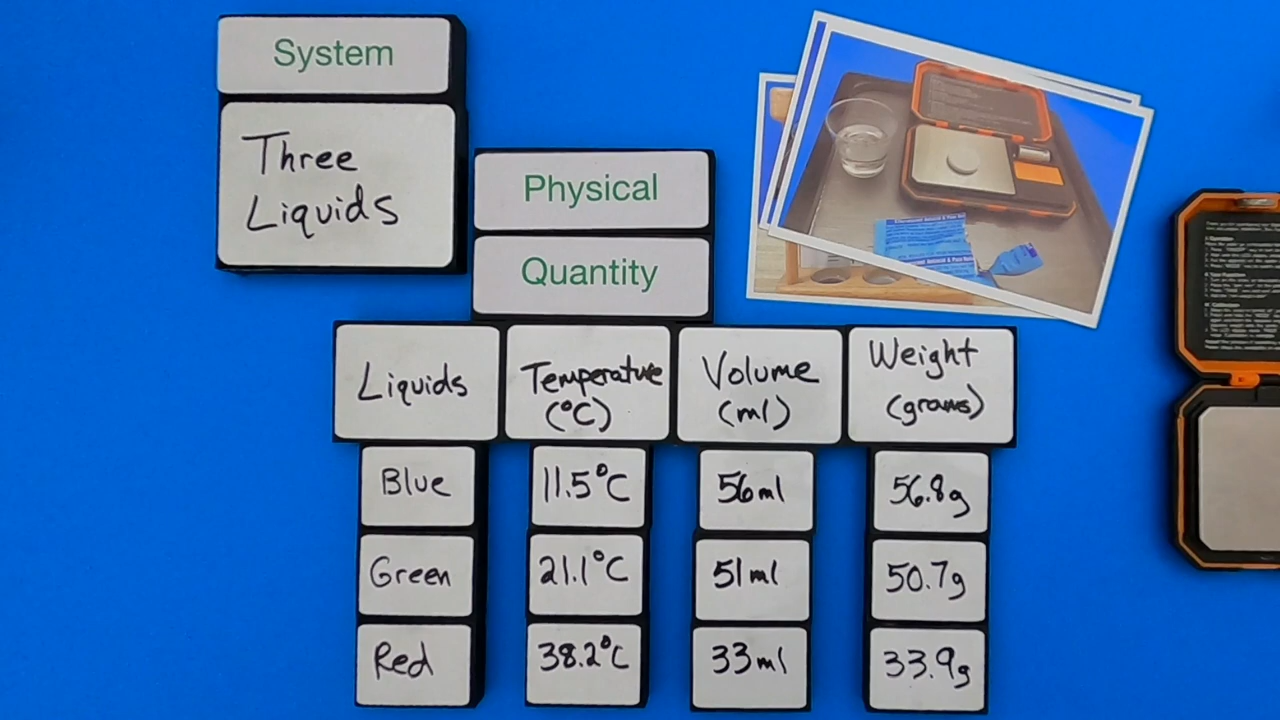 System
Three
Liquids
Physical
Quantity
Liquids
Temperature
(°C)
Volume
(ml)
Weight
(grams)
Blue
11.5°C
56ml
56.8g
Green
21.1°C
51ml
50.7g
Red
38.2°C
33ml
33.9g